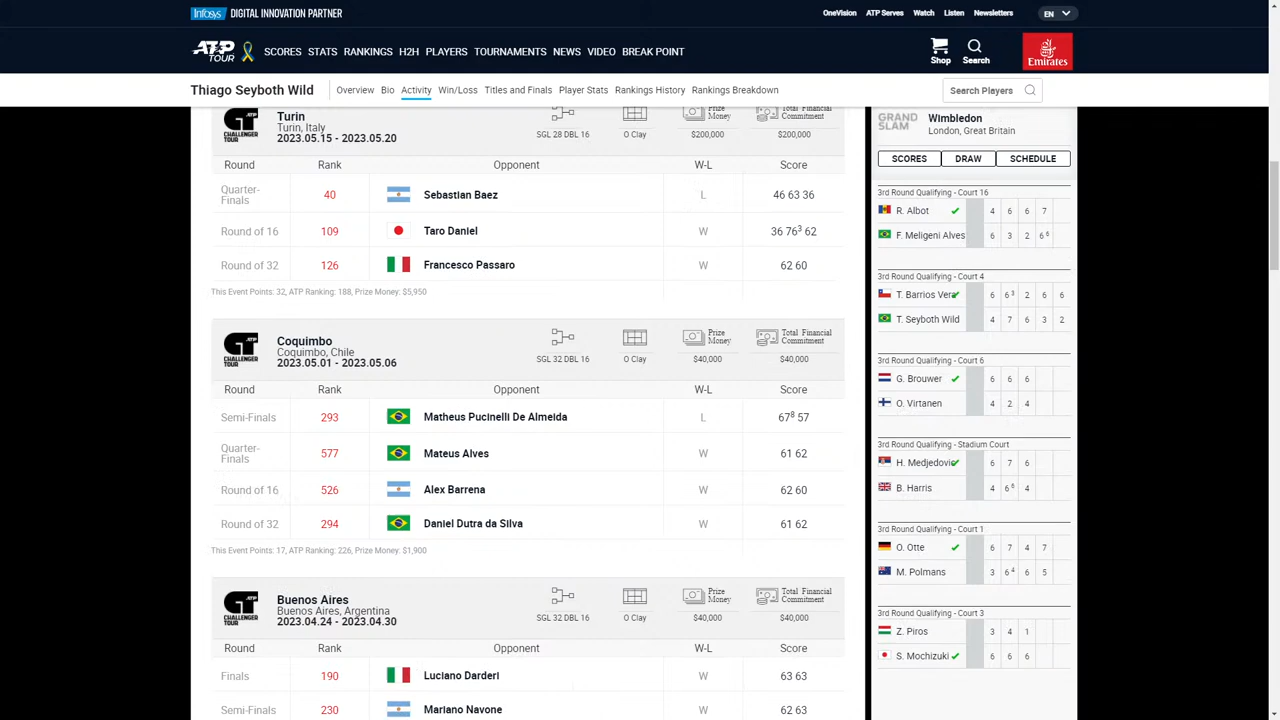 Infosys DIGITAL INNOVATION PARTNER
OneVision ATP Serves Watch Listen Newsletters EN
ATP TOUR SCORES STATS RANKINGS H2H PLAYERS TOURNAMENTS NEWS VIDEO BREAK POINT Shop Search Emirates
Thiago Seyboth Wild Overview Bio Activity Win/Loss Titles and Finals Player Stats Rankings History Rankings Breakdown Search Players
ATP CHALLENGER TOUR
Turin
Turin, Italy
2023.05.15 - 2023.05.20
SGL 28 DBL 16
O Clay
Prize Money
$200,000
Total Financial Commitment
$200,000
Round Rank Opponent W-L Score
Quarter-Finals 40 Sebastian Baez L 46 63 36
Round of 16 109 Taro Daniel W 36 76³ 62
Round of 32 126 Francesco Passaro W 62 60
This Event Points: 32, ATP Ranking: 188, Prize Money: $5,950
ATP CHALLENGER TOUR
Coquimbo
Coquimbo, Chile
2023.05.01 - 2023.05.06
SGL 32 DBL 16
O Clay
Prize Money
$40,000
Total Financial Commitment
$40,000
Round Rank Opponent W-L Score
Semi-Finals 293 Matheus Pucinelli De Almeida L 67⁸ 57
Quarter-Finals 577 Mateus Alves W 61 62
Round of 16 526 Alex Barrena W 62 60
Round of 32 294 Daniel Dutra da Silva W 61 62
This Event Points: 17, ATP Ranking: 226, Prize Money: $1,900
ATP CHALLENGER TOUR
Buenos Aires
Buenos Aires, Argentina
2023.04.24 - 2023.04.30
SGL 32 DBL 16
O Clay
Prize Money
$40,000
Total Financial Commitment
$40,000
Round Rank Opponent W-L Score
Finals 190 Luciano Darderi W 63 63
Semi-Finals 230 Mariano Navone W 62 63
GRAND SLAM
Wimbledon
London, Great Britain
SCORES DRAW SCHEDULE
3rd Round Qualifying - Court 16
R. Albot 4 6 6 7
F. Meligeni Alves 6 3 2 6⁶
3rd Round Qualifying - Court 4
T. Barrios Vera 6 6³ 2 6 6
T. Seyboth Wild 4 7 6 3 2
3rd Round Qualifying - Court 6
G. Brouwer 6 6 6
O. Virtanen 4 2 4
3rd Round Qualifying - Stadium Court
H. Medjedovic 6 7 6
B. Harris 4 6⁶ 4
3rd Round Qualifying - Court 1
O. Otte 6 7 4 7
M. Polmans 3 6⁴ 6 5
3rd Round Qualifying - Court 3
Z. Piros 3 4 1
S. Mochizuki 6 6 6